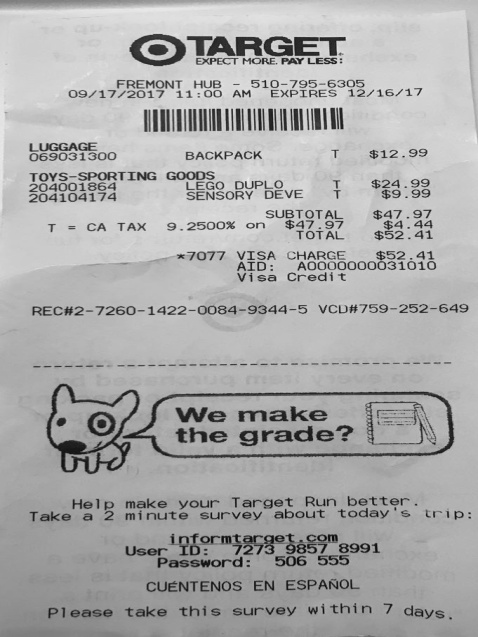 TARGET
EXPECT MORE. PAY LESS.
FREMONT HUB - 510-795-6305
09/17/2017 11:00 AM EXPIRES 12/16/17
LUGGAGE
069031300 BACKPACK T $12.99
TOYS-SPORTING GOODS
204001864 LEGO DUPLO T $24.99
204104174 SENSORY DEVE T $9.99
SUBTOTAL $47.97
T = CA TAX 9.2500% on $47.97 $4.44
TOTAL $52.41
*7077 VISA CHARGE $52.41
AID: A0000000031010
Visa Credit
REC#2-7260-1422-0084-9344-5 VCD#759-252-649
We make
the grade?
Help make your Target Run better.
Take a 2 minute survey about today's trip:
informtarget.com
User ID: 7273 9857 8991
Password: 506 555
CUÉNTENOS EN ESPAÑOL
Please take this survey within 7 days.